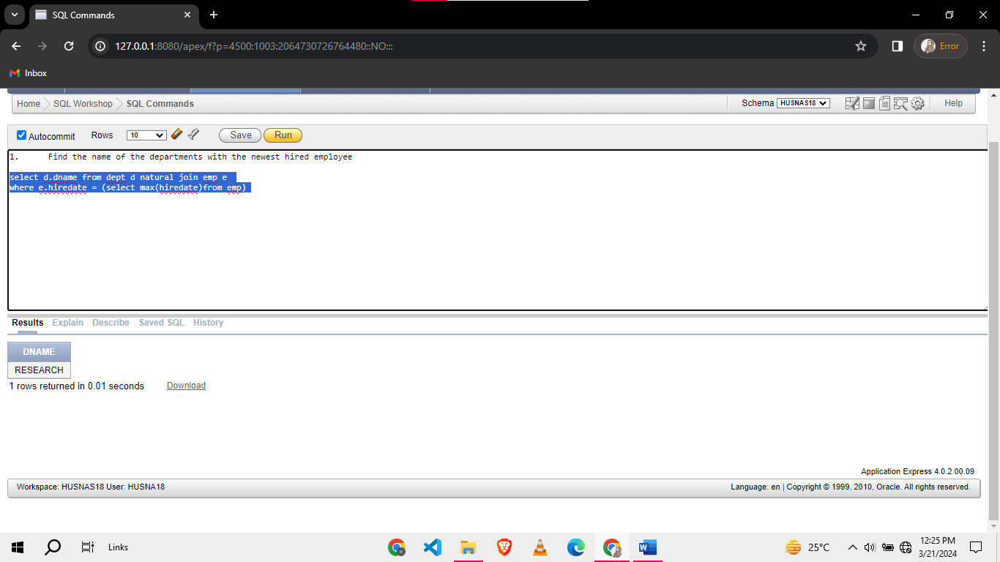 SQL Commands
127.0.0.1:8080/apex/f?p=4500:1003:2064730726764480::NO:::
Error
Inbox
Home SQL Workshop SQL Commands
Schema HUSNAS18 Help
Autocommit Rows 10 Save Run
1. Find the name of the departments with the newest hired employee
select d.dname from dept d natural join emp e
where e.hiredate = (select max(hiredate)from emp)
Results Explain Describe Saved SQL History
DNAME
RESEARCH
1 rows returned in 0.01 seconds Download
Application Express 4.0.2.00.09
Workspace: HUSNAS18 User: HUSNA18 Language: en | Copyright © 1999, 2010, Oracle. All rights reserved.
Links
25°C
12:25 PM
3/21/2024